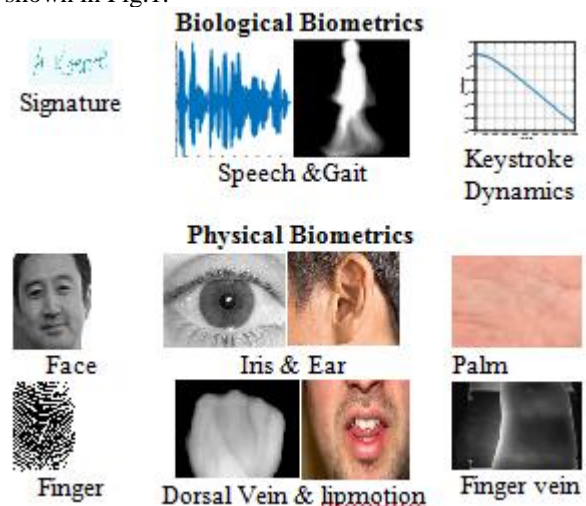 shown in Fig.1.
Biological Biometrics
Signature
Speech &Gait
Keystroke
Dynamics
Physical Biometrics
Face
Iris & Ear
Palm
Finger
Dorsal Vein & lipmotion
Finger vein